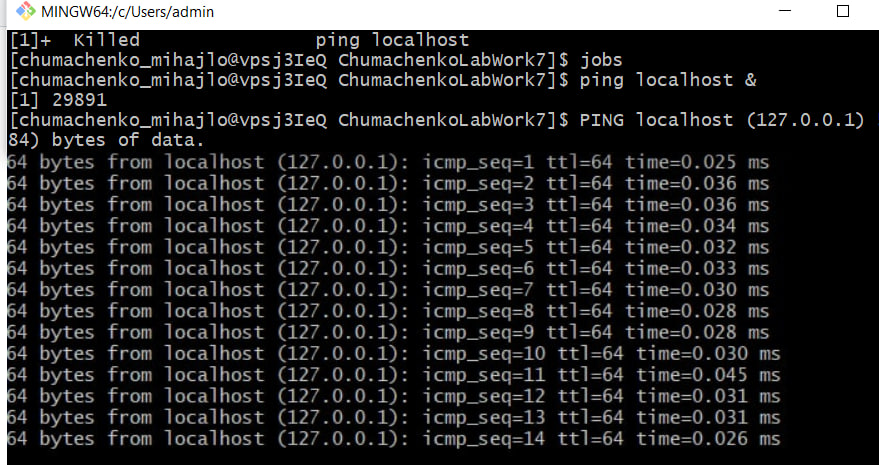 MINGW64:/c/Users/admin
[1]+  Killed                 ping localhost
[chumachenko_mihajlo@vpsj3IeQ ChumachenkoLabWork7]$ jobs
[chumachenko_mihajlo@vpsj3IeQ ChumachenkoLabWork7]$ ping localhost &
[1] 29891
[chumachenko_mihajlo@vpsj3IeQ ChumachenkoLabWork7]$ PING localhost (127.0.0.1)
84) bytes of data.
64 bytes from localhost (127.0.0.1): icmp_seq=1 ttl=64 time=0.025 ms
64 bytes from localhost (127.0.0.1): icmp_seq=2 ttl=64 time=0.036 ms
64 bytes from localhost (127.0.0.1): icmp_seq=3 ttl=64 time=0.036 ms
64 bytes from localhost (127.0.0.1): icmp_seq=4 ttl=64 time=0.034 ms
64 bytes from localhost (127.0.0.1): icmp_seq=5 ttl=64 time=0.032 ms
64 bytes from localhost (127.0.0.1): icmp_seq=6 ttl=64 time=0.033 ms
64 bytes from localhost (127.0.0.1): icmp_seq=7 ttl=64 time=0.030 ms
64 bytes from localhost (127.0.0.1): icmp_seq=8 ttl=64 time=0.028 ms
64 bytes from localhost (127.0.0.1): icmp_seq=9 ttl=64 time=0.028 ms
64 bytes from localhost (127.0.0.1): icmp_seq=10 ttl=64 time=0.030 ms
64 bytes from localhost (127.0.0.1): icmp_seq=11 ttl=64 time=0.045 ms
64 bytes from localhost (127.0.0.1): icmp_seq=12 ttl=64 time=0.031 ms
64 bytes from localhost (127.0.0.1): icmp_seq=13 ttl=64 time=0.031 ms
64 bytes from localhost (127.0.0.1): icmp_seq=14 ttl=64 time=0.026 ms